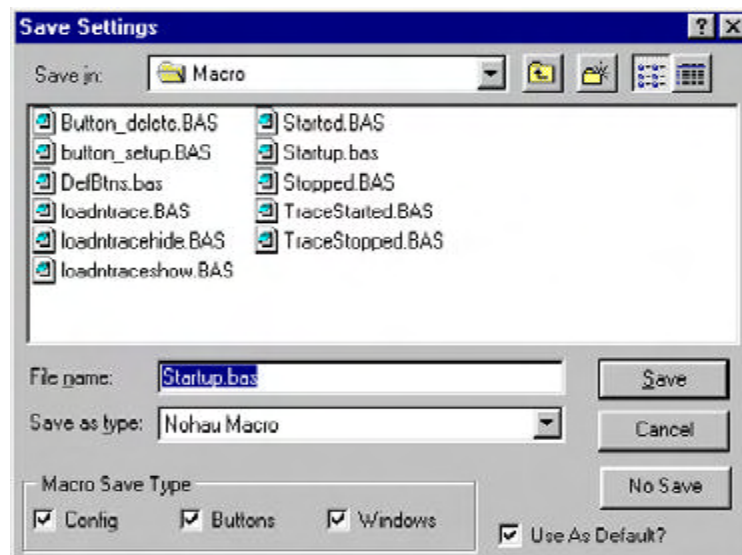 Save Settings
Save in: Macro
Button_delete.BAS
button_setup.BAS
DefBtns.bas
loadntrace.BAS
loadntracehide.BAS
loadntraceshow.BAS
Started.BAS
Startup.bas
Stopped.BAS
TraceStarted.BAS
TraceStopped.BAS
File name: Startup.bas Save
Save as type: Nohau Macro Cancel
No Save
Macro Save Type
Config Buttons Windows
Use As Default?